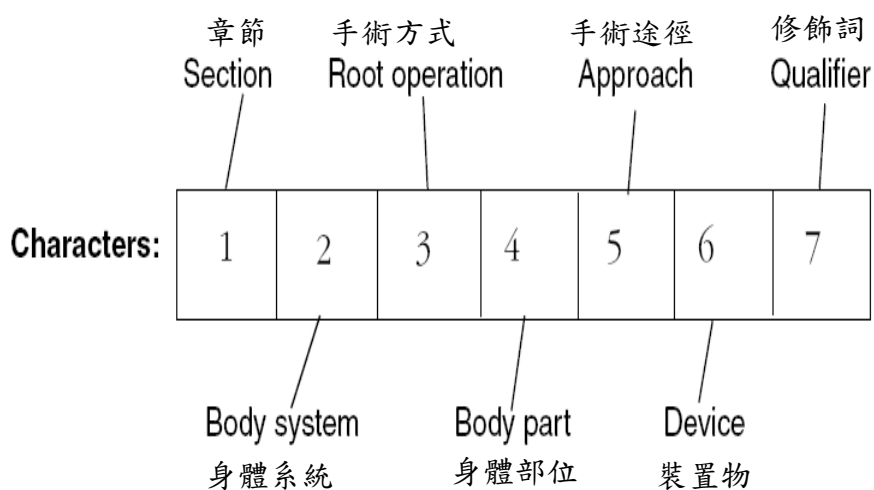 章節 手術方式 手術途徑 修飾詞
Section Root operation Approach Qualifier
Characters: 1 2 3 4 5 6 7
Body system Body part Device
身體系統 身體部位 裝置物